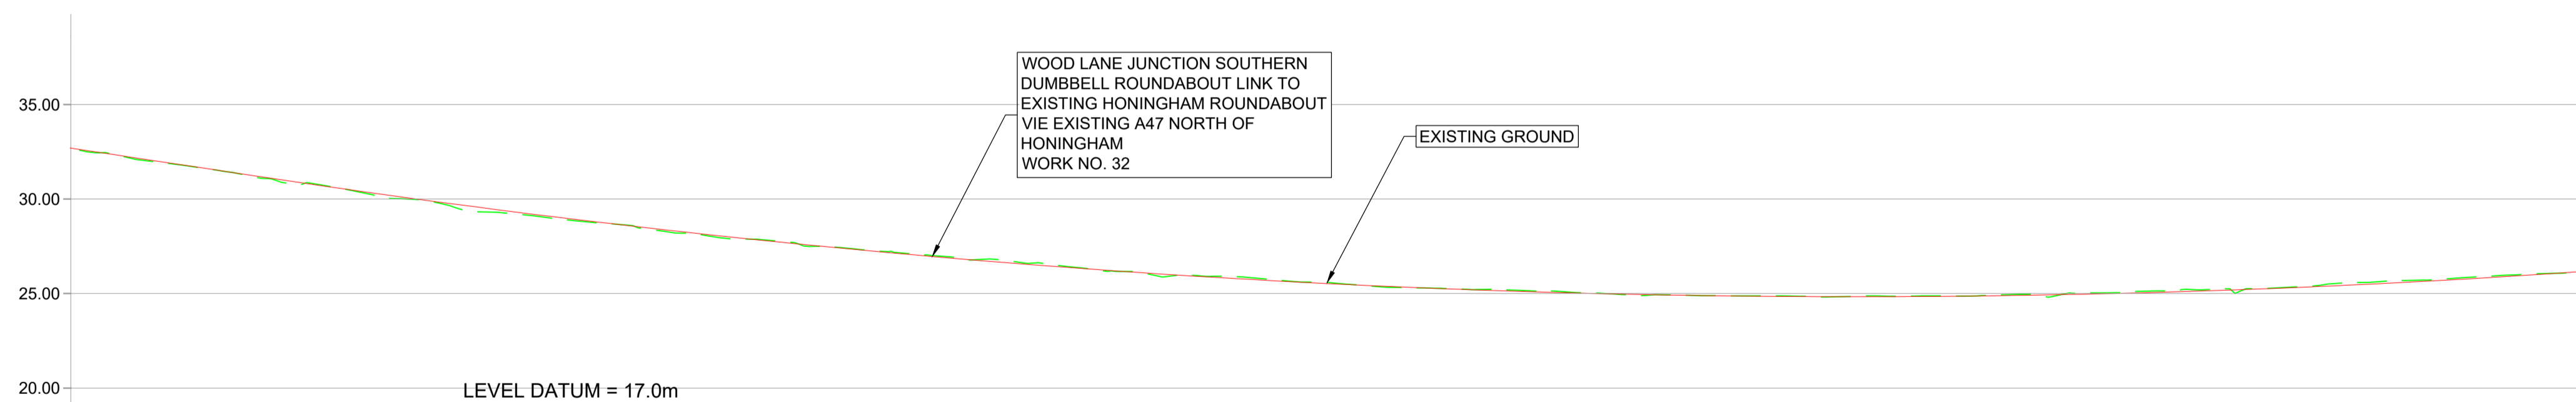 WOOD LANE JUNCTION SOUTHERN
DUMBBELL ROUNDABOUT LINK TO
EXISTING HONINGHAM ROUNDABOUT
VIE EXISTING A47 NORTH OF
HONINGHAM
WORK NO. 32
EXISTING GROUND
35.00
30.00
25.00
20.00
LEVEL DATUM = 17.0m